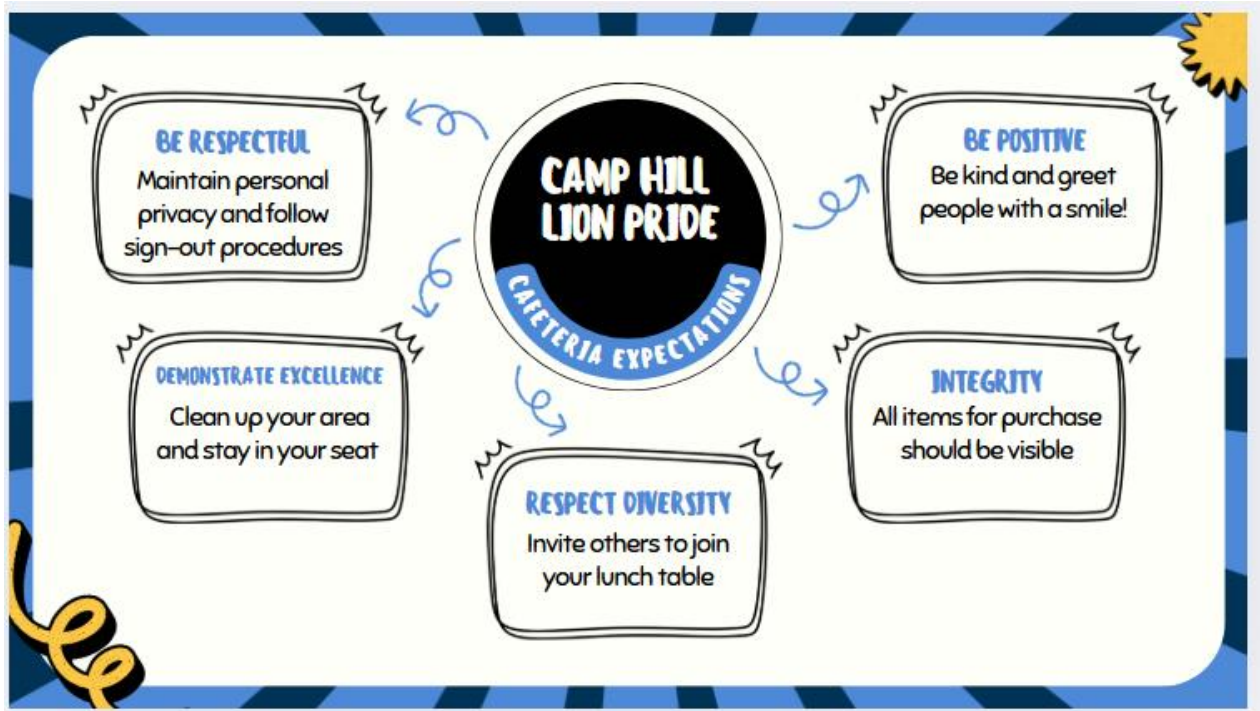 CAMP HILL
LION PRIDE
CAFETERIA EXPECTATIONS
BE RESPECTFUL
Maintain personal
privacy and follow
sign-out procedures
BE POSITIVE
Be kind and greet
people with a smile!
DEMONSTRATE EXCELLENCE
Clean up your area
and stay in your seat
INTEGRITY
All items for purchase
should be visible
RESPECT DIVERSITY
Invite others to join
your lunch table